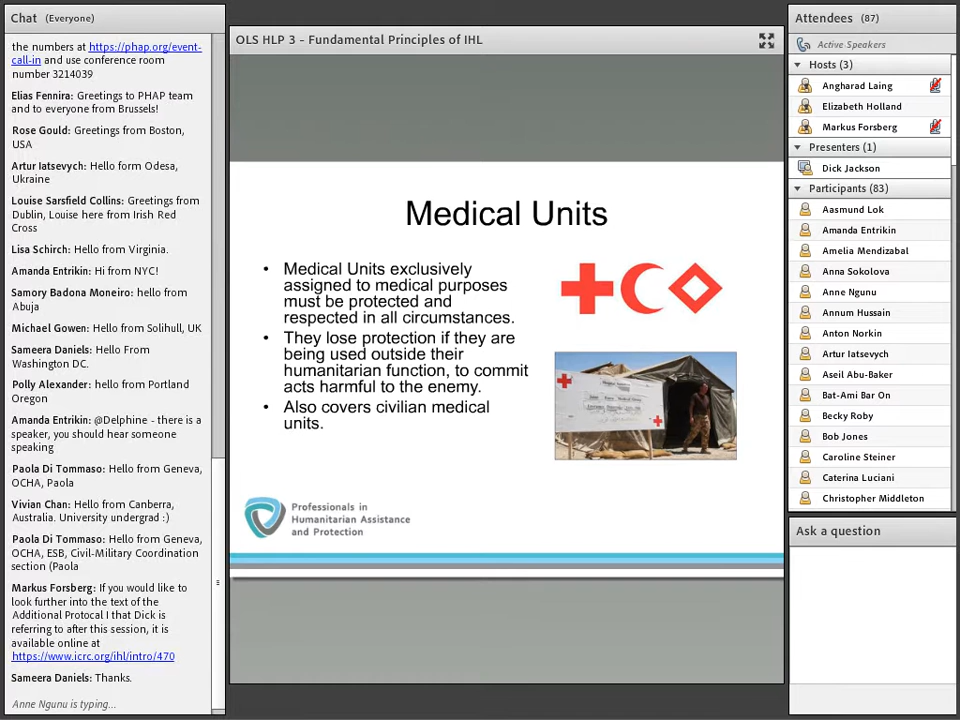 Chat (Everyone)
the numbers at https://phap.org/event-
call-in and use conference room
number 3214039
Elias Fennira: Greetings to PHAP team
and to everyone from Brussels!
Rose Gould: Greetings from Boston,
USA
Artur Iatsevych: Hello form Odesa,
Ukraine
Louise Sarsfield Collins: Greetings from
Dublin, Louise here from Irish Red
Cross
Lisa Schirch: Hello from Virginia.
Amanda Entrikin: Hi from NYC!
Samory Badona Moneiro: hello from
Abuja
Michael Gowen: Hello from Solihull, UK
Sameera Daniels: Hello From
Washington DC.
Polly Alexander: hello from Portland
Oregon
Amanda Entrikin: @Delphine - there is a
speaker, you should hear someone
speaking
Paola Di Tommaso: Hello from Geneva,
OCHA, Paola
Vivian Chan: Hello from Canberra,
Australia. University undergrad :)
Paola Di Tommaso: Hello from Geneva,
OCHA, ESB, Civil-Military Coordination
section (Paola
Markus Forsberg: If you would like to
look further into the text of the
Additional Protocal I that Dick is
referring to after this session, it is
available online at
https://www.icrc.org/ihl/intro/470
Sameera Daniels: Thanks.
Anne Ngunu is typing...
OLS HLP 3 - Fundamental Principles of IHL
Medical Units
• Medical Units exclusively
assigned to medical purposes
must be protected and
respected in all circumstances.
• They lose protection if they are
being used outside their
humanitarian function, to commit
acts harmful to the enemy.
• Also covers civilian medical
units.
Professionals in
Humanitarian Assistance
and Protection
Attendees (87)
Active Speakers
Hosts (3)
Angharad Laing
Elizabeth Holland
Markus Forsberg
Presenters (1)
Dick Jackson
Participants (83)
Aasmund Lok
Amanda Entrikin
Amelia Mendizabal
Anna Sokolova
Anne Ngunu
Annum Hussain
Anton Norkin
Artur Iatsevych
Aseil Abu-Baker
Bat-Ami Bar On
Becky Roby
Bob Jones
Caroline Steiner
Caterina Luciani
Christopher Middleton
Ask a question